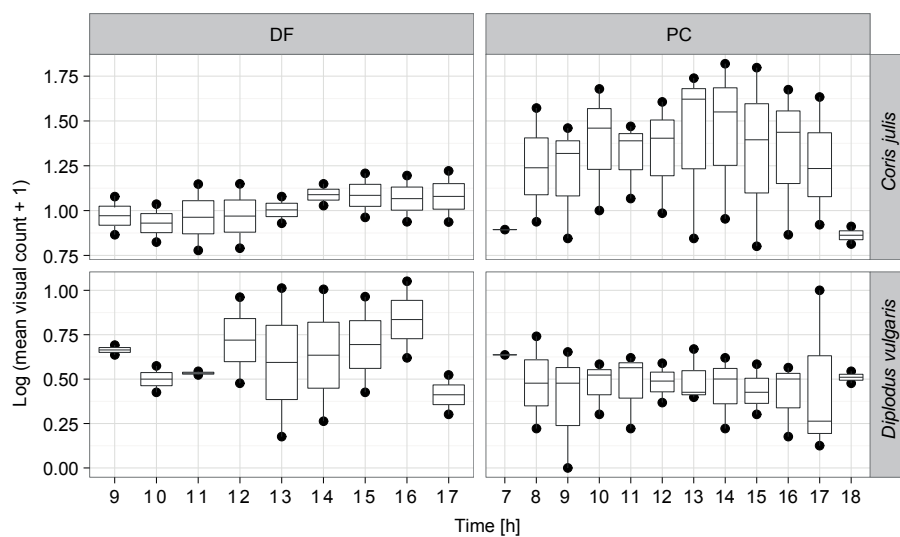 DF PC
1.75
1.50
1.25
1.00
0.75
Coris julis
1.00
0.75
0.50
0.25
0.00
Diplodus vulgaris
Log (mean visual count + 1)
9 10 11 12 13 14 15 16 17 7 8 9 10 11 12 13 14 15 16 17 18
Time [h]